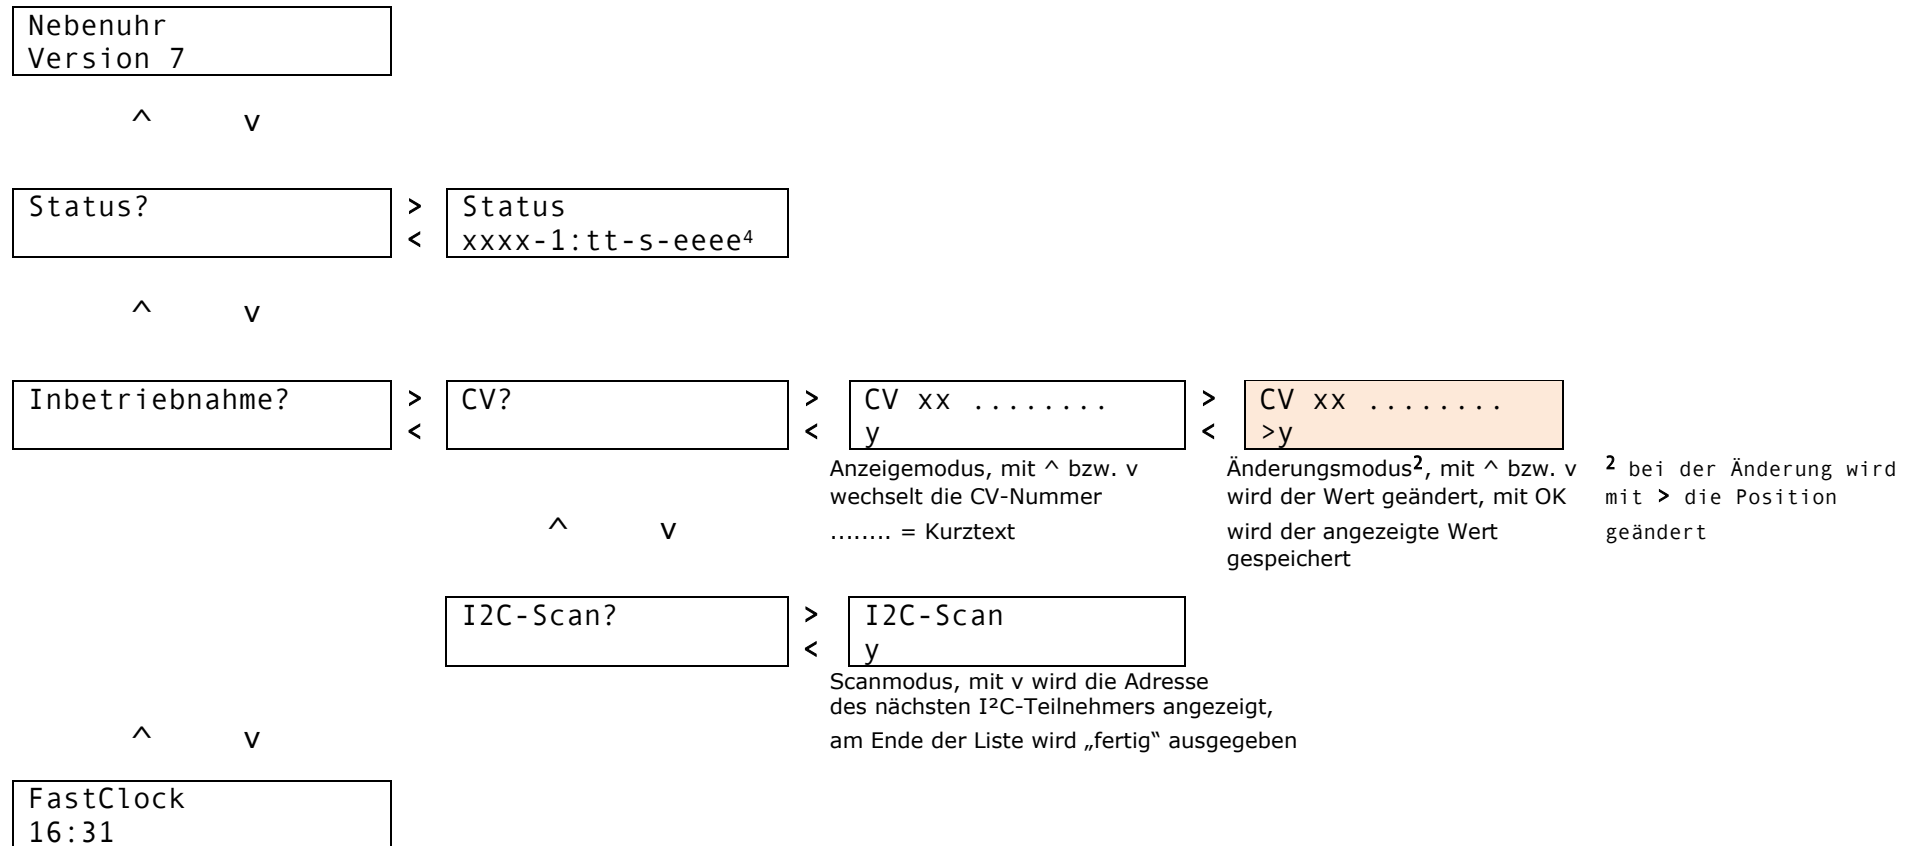 Nebenuhr
Version 7
^ v
Status? > Status
< xxxx-1:tt-s-eeee⁴
^ v
Inbetriebnahme? > CV? > CV xx ........ > CV xx ........
< < y < >y
Anzeigemodus, mit ^ bzw. v
wechselt die CV-Nummer
........ = Kurztext
Änderungsmodus², mit ^ bzw. v
wird der Wert geändert, mit OK
wird der angezeigte Wert
gespeichert
² bei der Änderung wird
mit > die Position
geändert
^ v
I2C-Scan? > I2C-Scan
< y
Scanmodus, mit v wird die Adresse
des nächsten I²C-Teilnehmers angezeigt,
am Ende der Liste wird „fertig“ ausgegeben
^ v
FastClock
16:31